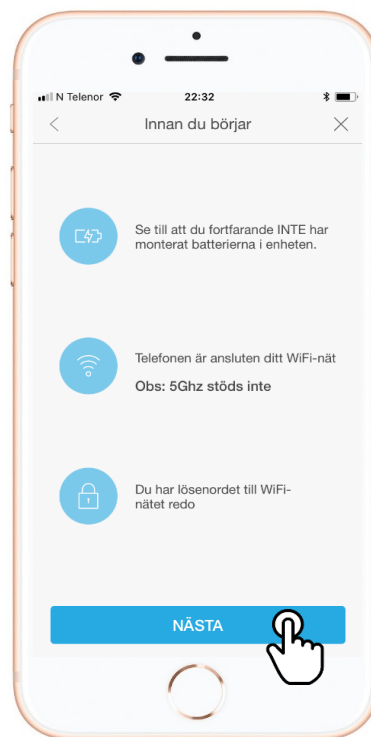 N Telenor 22:32
Innan du börjar
Se till att du fortfarande INTE har
monterat batterierna i enheten.
Telefonen är ansluten ditt WiFi-nät
Obs: 5Ghz stöds inte
Du har lösenordet till WiFi-
nätet redo
NÄSTA